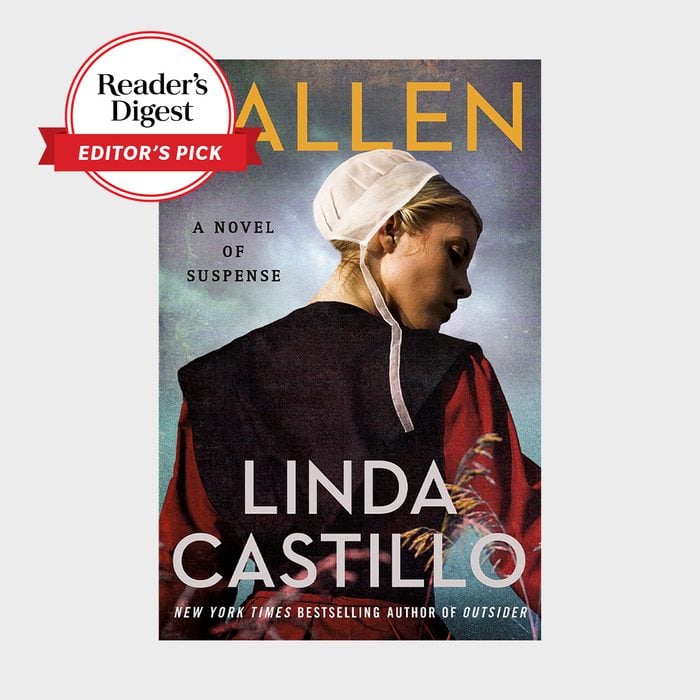 Reader's
Digest
EDITOR'S PICK
ALLEN
A NOVEL
OF
SUSPENSE
LINDA
CASTILLO
NEW YORK TIMES BESTSELLING AUTHOR OF OUTSIDER